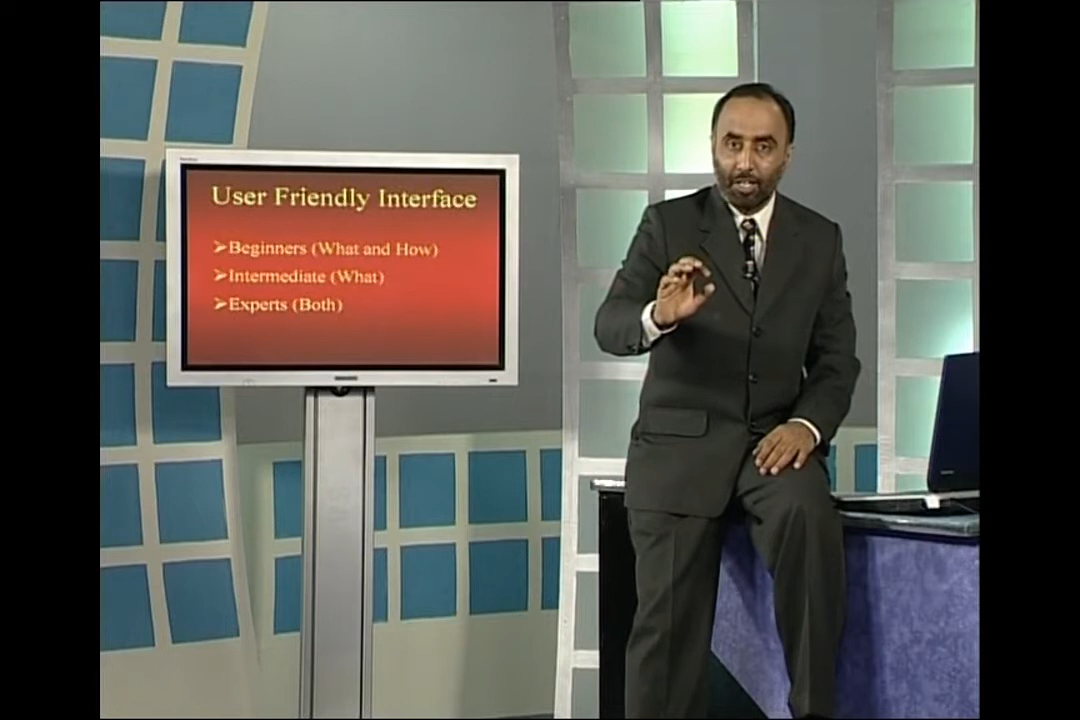 User Friendly Interface
➢Beginners (What and How)
➢Intermediate (What)
➢Experts (Both)